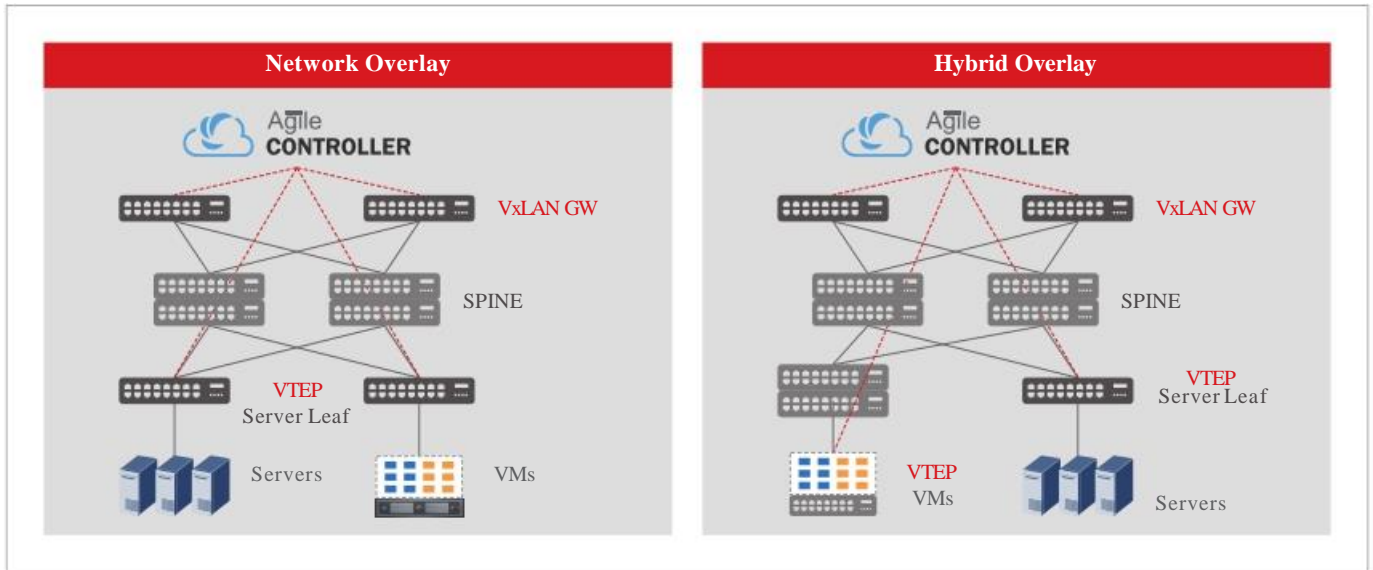 Network Overlay
Agile
CONTROLLER
VxLAN GW
SPINE
VTEP
Server Leaf
Servers
VMs
Hybrid Overlay
Agile
CONTROLLER
VxLAN GW
SPINE
VTEP
Server Leaf
VTEP
VMs
Servers